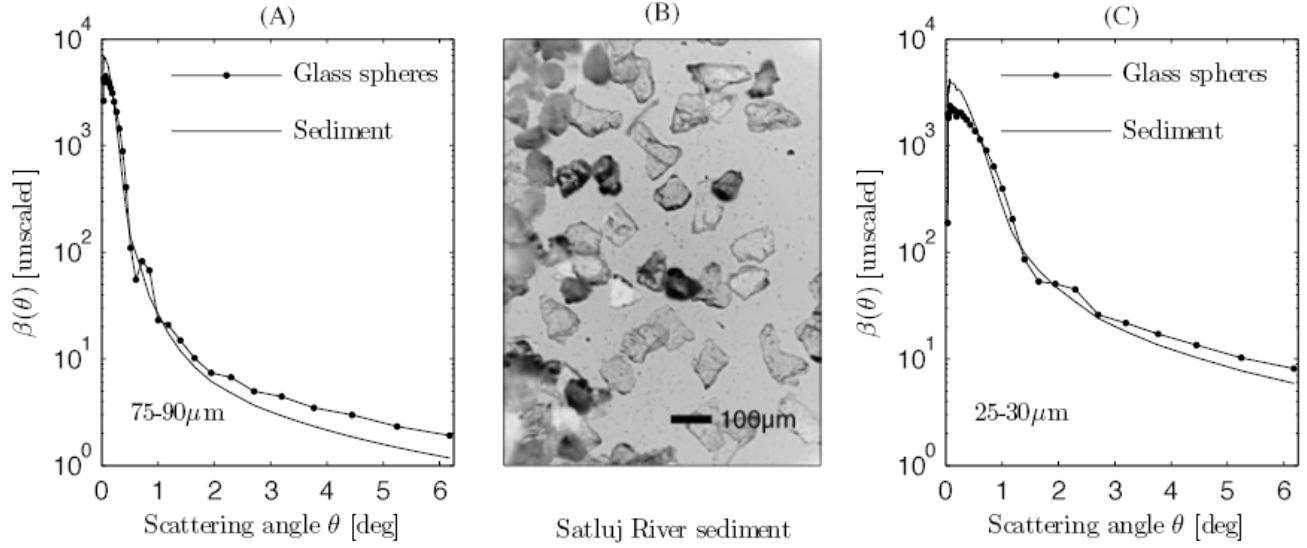 (A)
10^4
10^3
10^2
10^1
10^0
β(θ) [unscaled]
Glass spheres
Sediment
75-90μm
0 1 2 3 4 5 6
Scattering angle θ [deg]
(B)
100μm
Satluj River sediment
(C)
10^4
10^3
10^2
10^1
10^0
β(θ) [unscaled]
Glass spheres
Sediment
25-30μm
0 1 2 3 4 5 6
Scattering angle θ [deg]